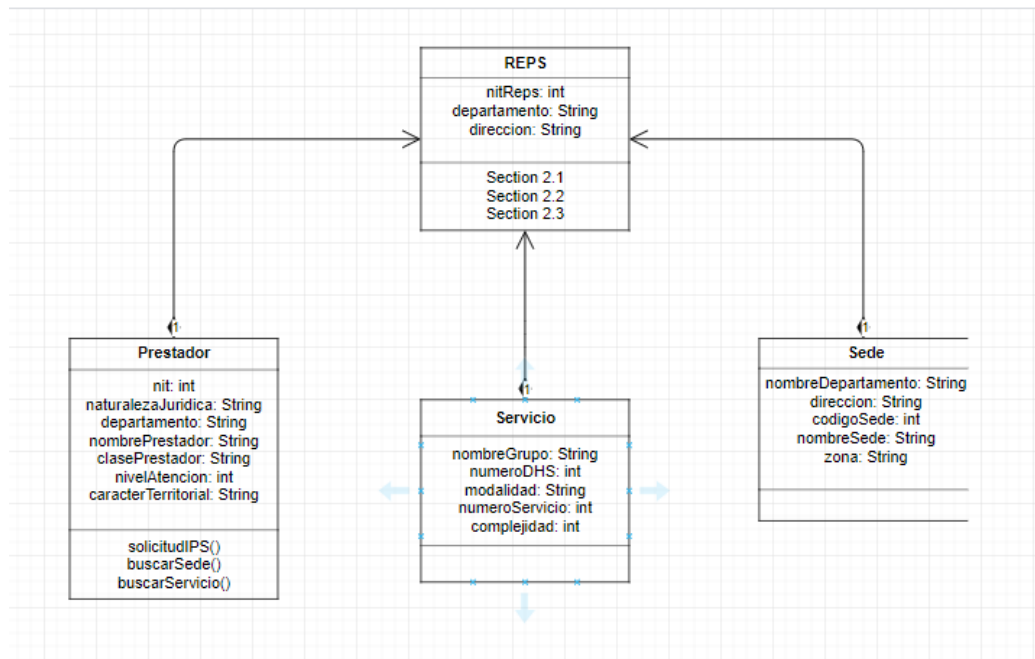 REPS
nitReps: int
departamento: String
direccion: String
Section 2.1
Section 2.2
Section 2.3
1
Prestador
nit: int
naturalezaJuridica: String
departamento: String
nombrePrestador: String
clasePrestador: String
nivelAtencion: int
caracterTerritorial: String
solicitudIPS()
buscarSede()
buscarServicio()
1
Servicio
nombreGrupo: String
numeroDHS: int
modalidad: String
numeroServicio: int
complejidad: int
1
Sede
nombreDepartamento: String
direccion: String
codigoSede: int
nombreSede: String
zona: String